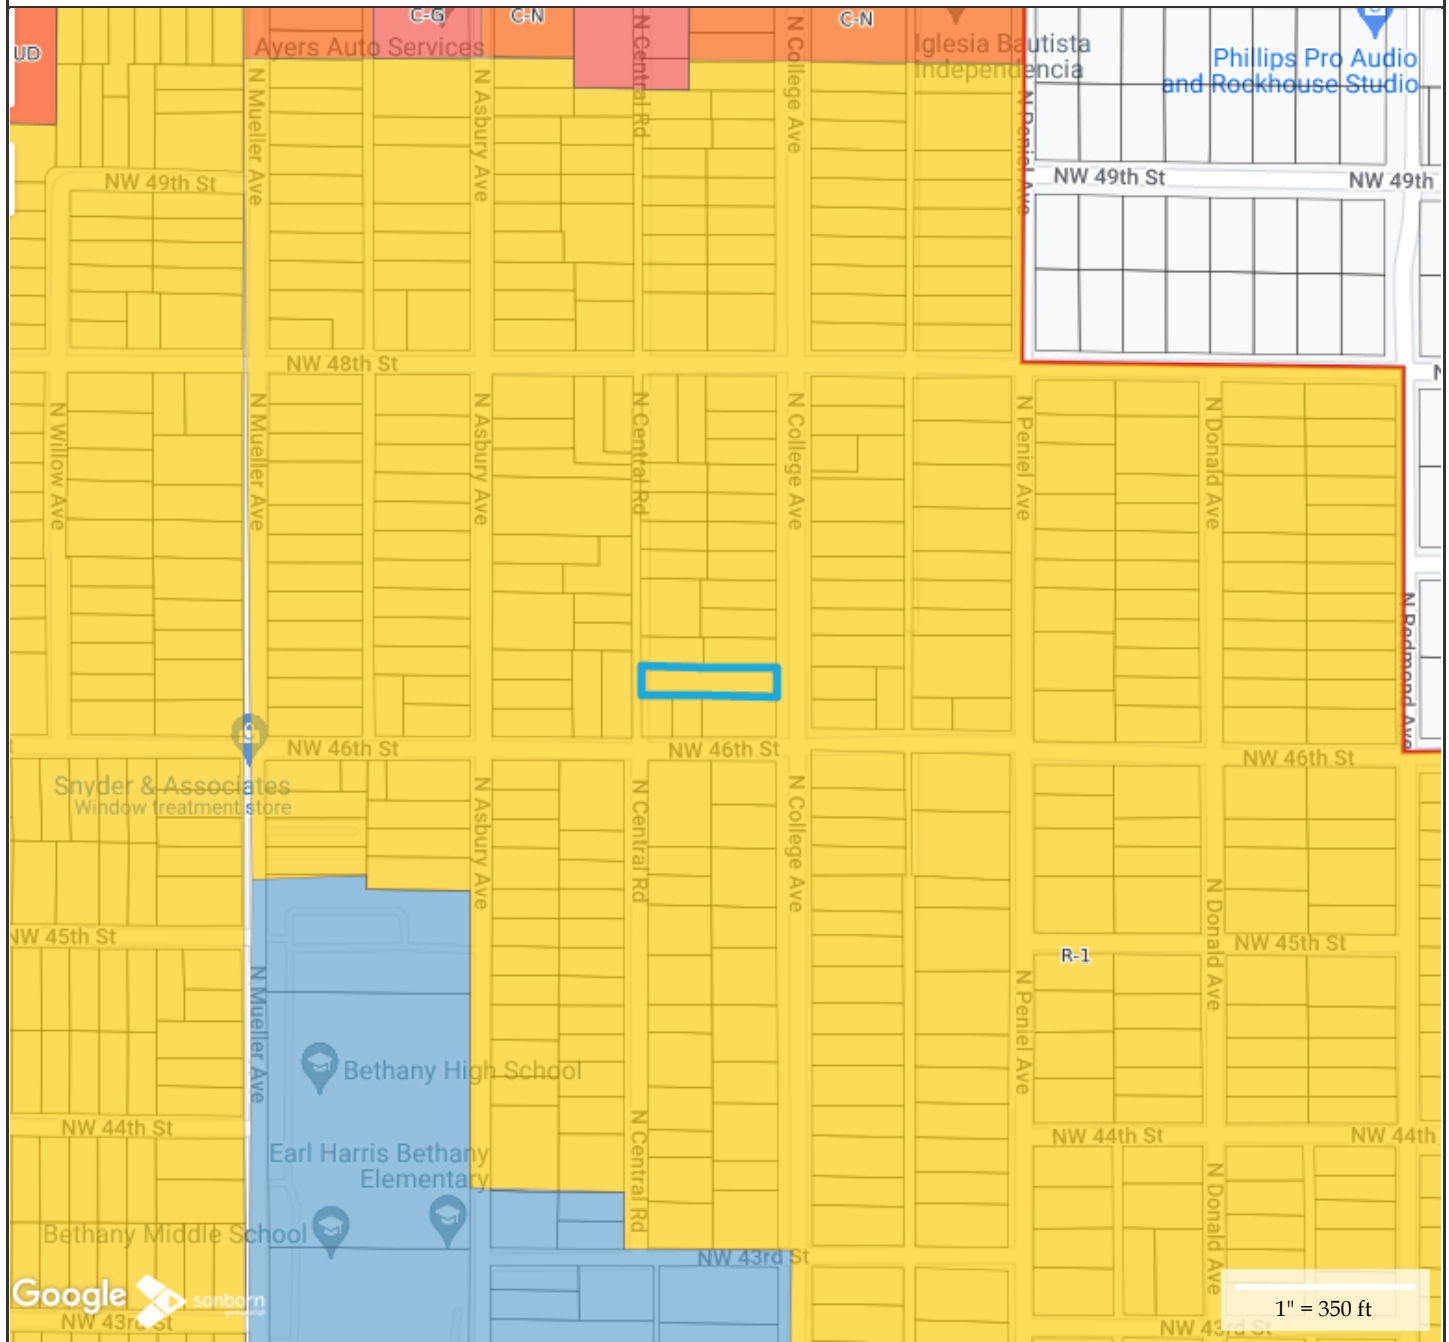 C-G
C-N
C-N
UD
Ayers Auto Services
Iglesia Bautista
Independencia
Phillips Pro Audio
and Rockhouse Studio
N Mueller Ave
N Asbury Ave
N Central Rd
N College Ave
N Peniel Ave
NW 49th St
NW 49th St
NW 49th
NW 48th St
N
N Willow Ave
N Mueller Ave
N Asbury Ave
N Central Rd
N College Ave
N Peniel Ave
N Donald Ave
N Redmond Ave
NW 46th St
NW 46th St
NW 46th St
Snyder & Associates
Window treatment store
N Asbury Ave
N Central Rd
N College Ave
N Donald Ave
NW 45th St
NW 45th St
R-1
N Mueller Ave
N Peniel Ave
Bethany High School
NW 44th St
NW 44th St
NW 44th
Earl Harris Bethany
Elementary
N Central Rd
N Donald Ave
Bethany Middle School
NW 43rd St
Google
sanborn
1" = 350 ft
NW 43rd St
NW 43rd St